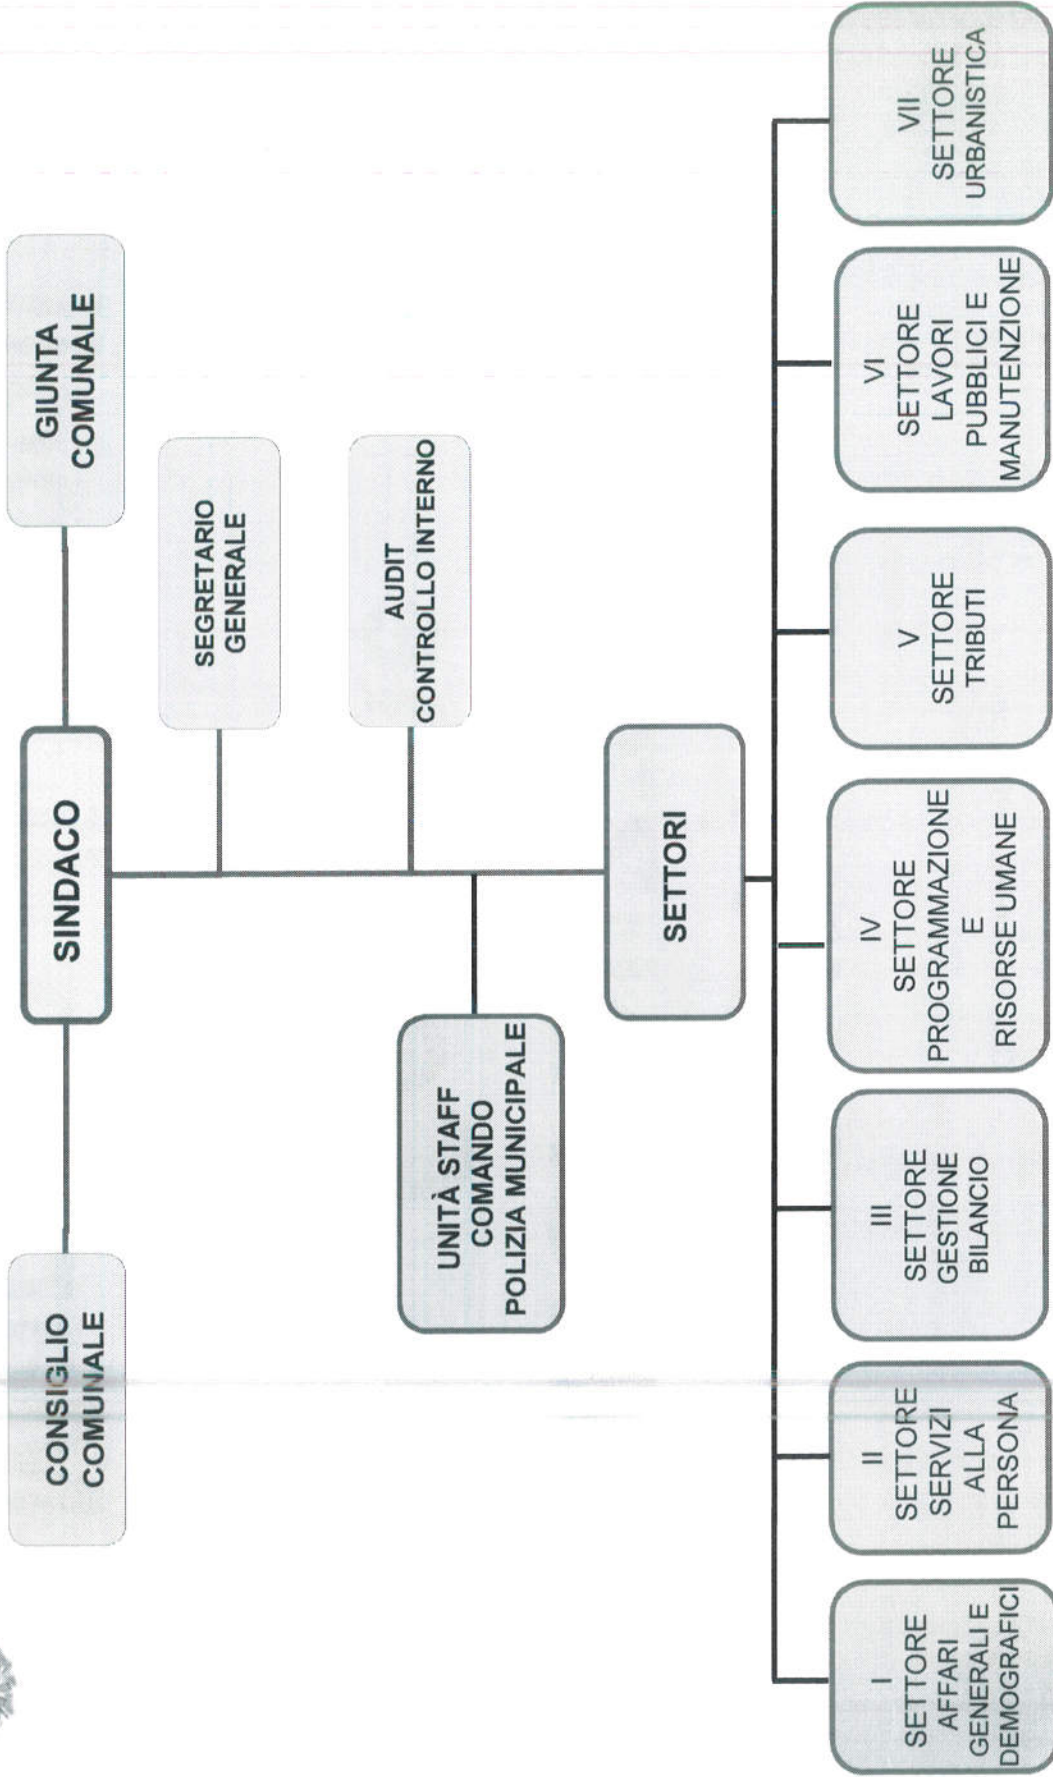 CONSIGLIO
COMUNALE
SINDACO
GIUNTA
COMUNALE
SEGRETARIO
GENERALE
AUDIT
CONTROLLO INTERNO
UNITÀ STAFF
COMANDO
POLIZIA MUNICIPALE
SETTORI
I
SETTORE
AFFARI
GENERALI E
DEMOGRAFICI
II
SETTORE
SERVIZI
ALLA
PERSONA
III
SETTORE
GESTIONE
BILANCIO
IV
SETTORE
PROGRAMMAZIONE
E
RISORSE UMANE
V
SETTORE
TRIBUTI
VI
SETTORE
LAVORI
PUBBLICI E
MANUTENZIONE
VII
SETTORE
URBANISTICA